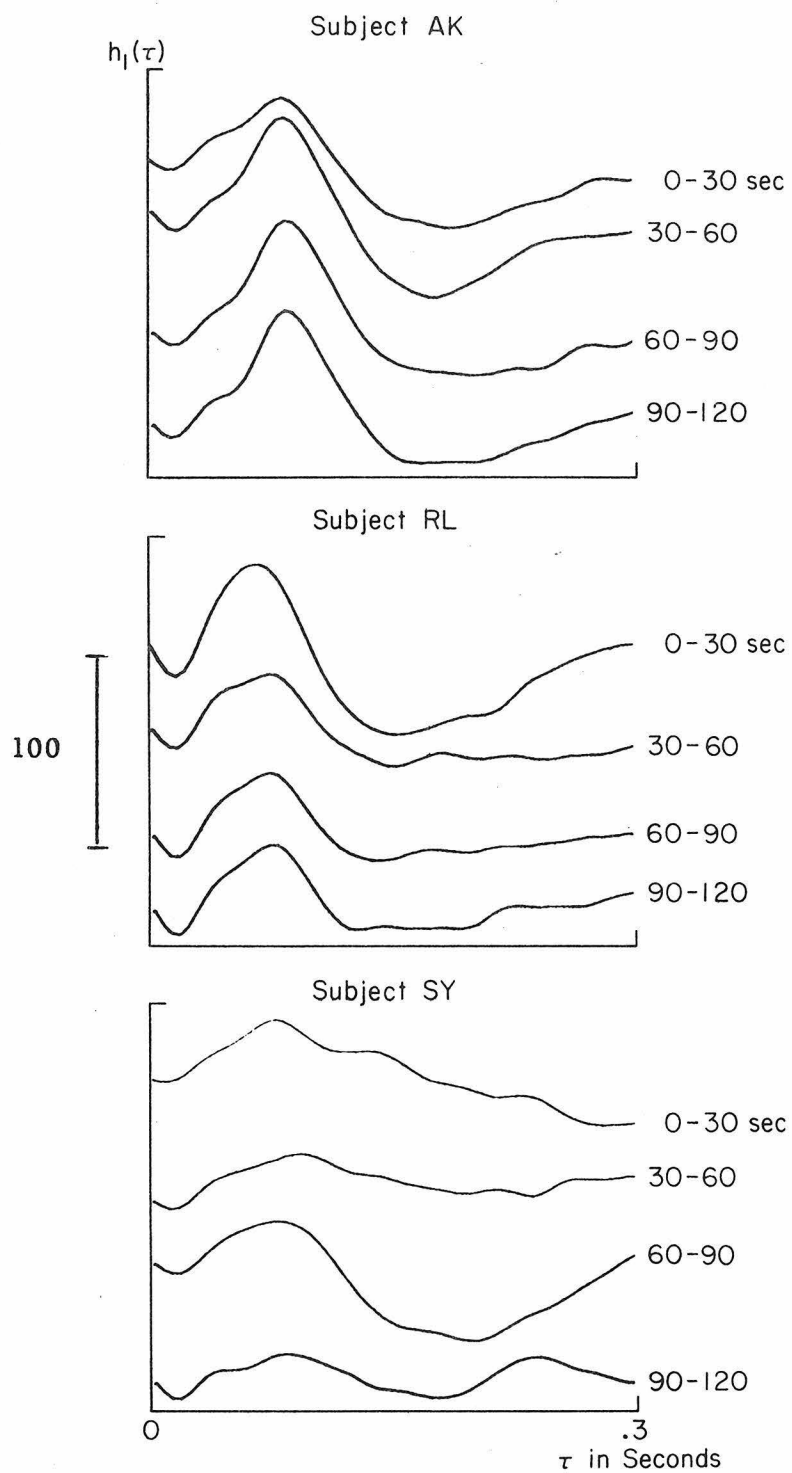 Subject AK
h₁(τ)
0-30 sec
30-60
60-90
90-120
Subject RL
0-30 sec
100
30-60
60-90
90-120
Subject SY
0-30 sec
30-60
60-90
90-120
0 .3
τ in Seconds